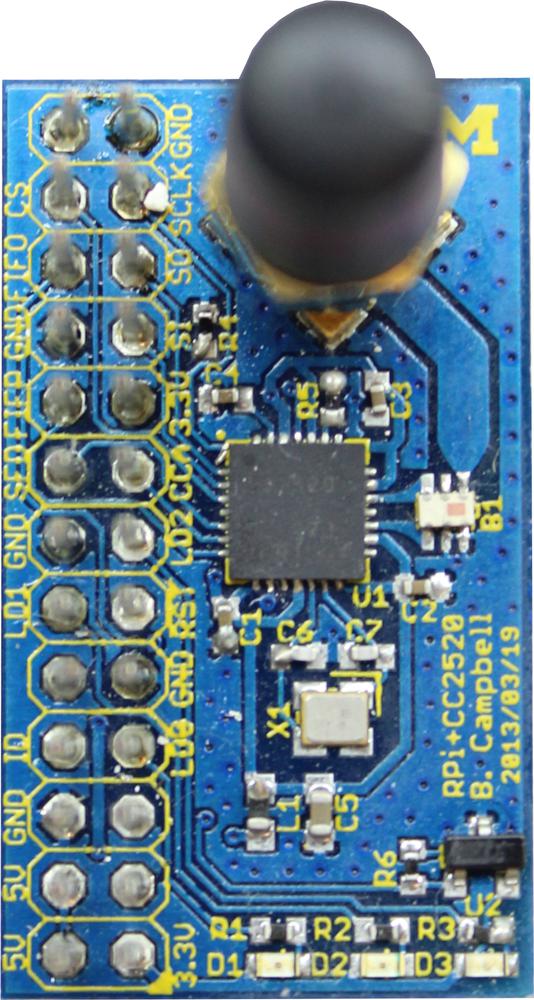 M
GND
CS
SCLK
FIFO
SO
GND
SI
R4
FIFP
3.3V
R5
C3
SFD
CCA
GND
LD2
B1
LD1
RST
U1
C2
C1
C6
C7
GND
X1
IO
LD0
RPi+CC2520
B. Campbell
2013/03/19
GND
L1
C5
5V
R6
U2
R1
R2
R3
5V
3.3V
D1
D2
D3